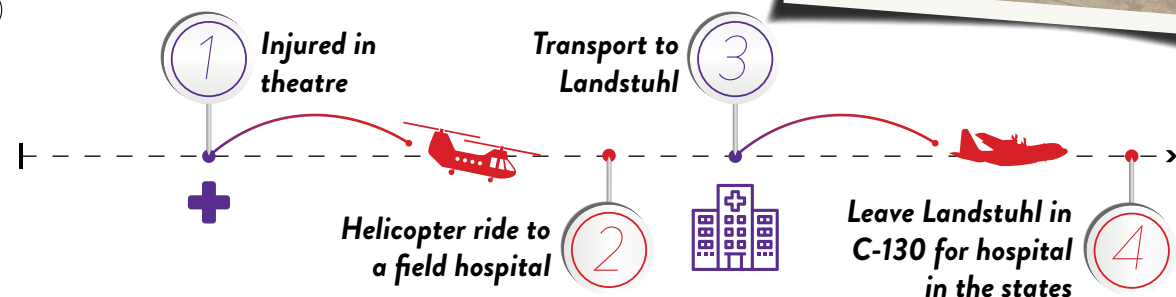 )
1
Injured in
theatre
Helicopter ride to
a field hospital
2
Transport to
Landstuhl
3
Leave Landstuhl in
C-130 for hospital
in the states
4